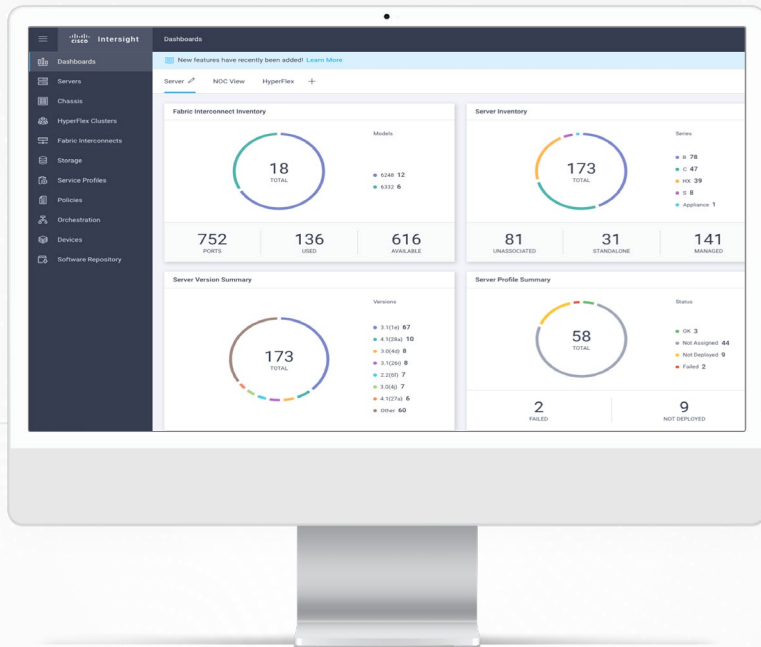 cisco Intersight
Dashboards
Dashboards
Servers
Chassis
HyperFlex Clusters
Fabric Interconnects
Storage
Service Profiles
Policies
Orchestration
Devices
Software Repository
New features have recently been added! Learn More
Server NOC View HyperFlex +
Fabric Interconnect Inventory
18
TOTAL
Models
6248 12
6332 6
752 136 616
PORTS USED AVAILABLE
Server Inventory
173
TOTAL
Series
B 78
C 47
HX 39
S 8
Appliance 1
81 31 141
UNASSOCIATED STANDALONE MANAGED
Server Version Summary
173
TOTAL
Versions
3.1(1e) 67
4.1(28a) 10
3.0(4d) 8
3.1(26i) 8
2.2(6f) 7
3.0(4j) 7
4.1(27a) 6
Other 60
Server Profile Summary
58
TOTAL
Status
OK 3
Not Assigned 44
Not Deployed 9
Failed 2
2 9
FAILED NOT DEPLOYED